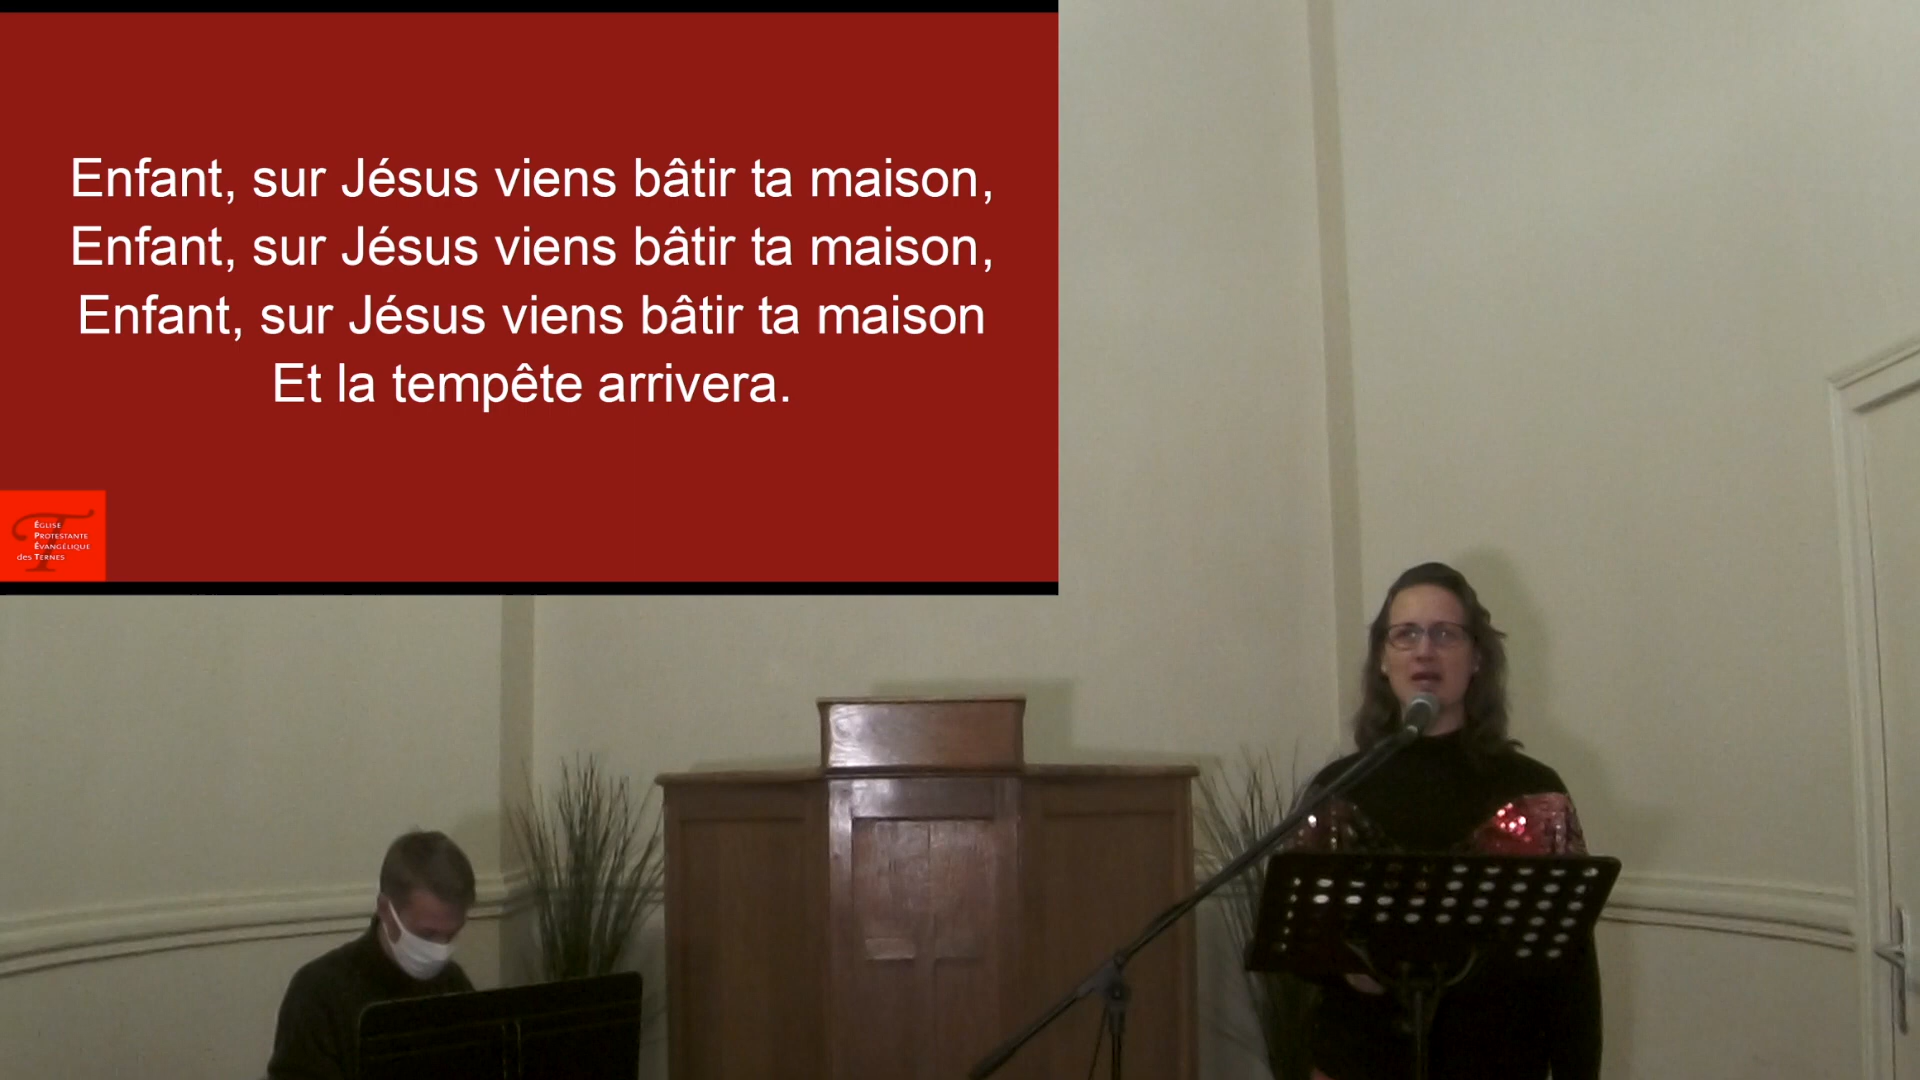 Enfant, sur Jésus viens bâtir ta maison,
Enfant, sur Jésus viens bâtir ta maison,
Enfant, sur Jésus viens bâtir ta maison
Et la tempête arrivera.
T
ÉGLISE
PROTESTANTE
ÉVANGÉLIQUE
des TERNES